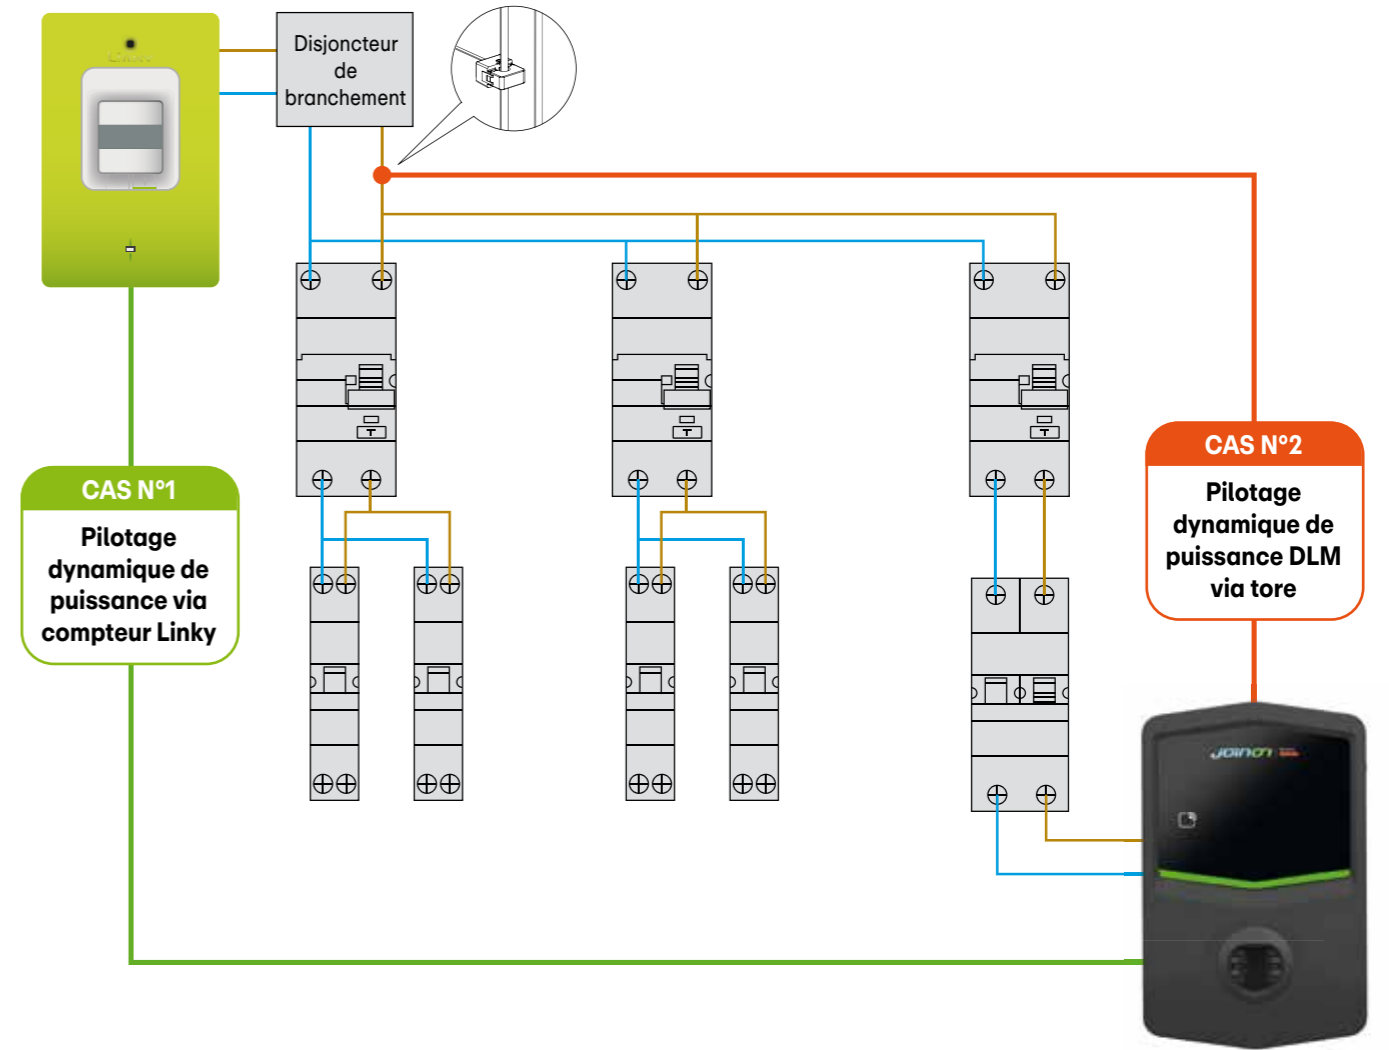 Disjoncteur
de
branchement
CAS N°1
Pilotage
dynamique de
puissance via
compteur Linky
CAS N°2
Pilotage
dynamique de
puissance DLM
via tore
T
T
T
JOINON